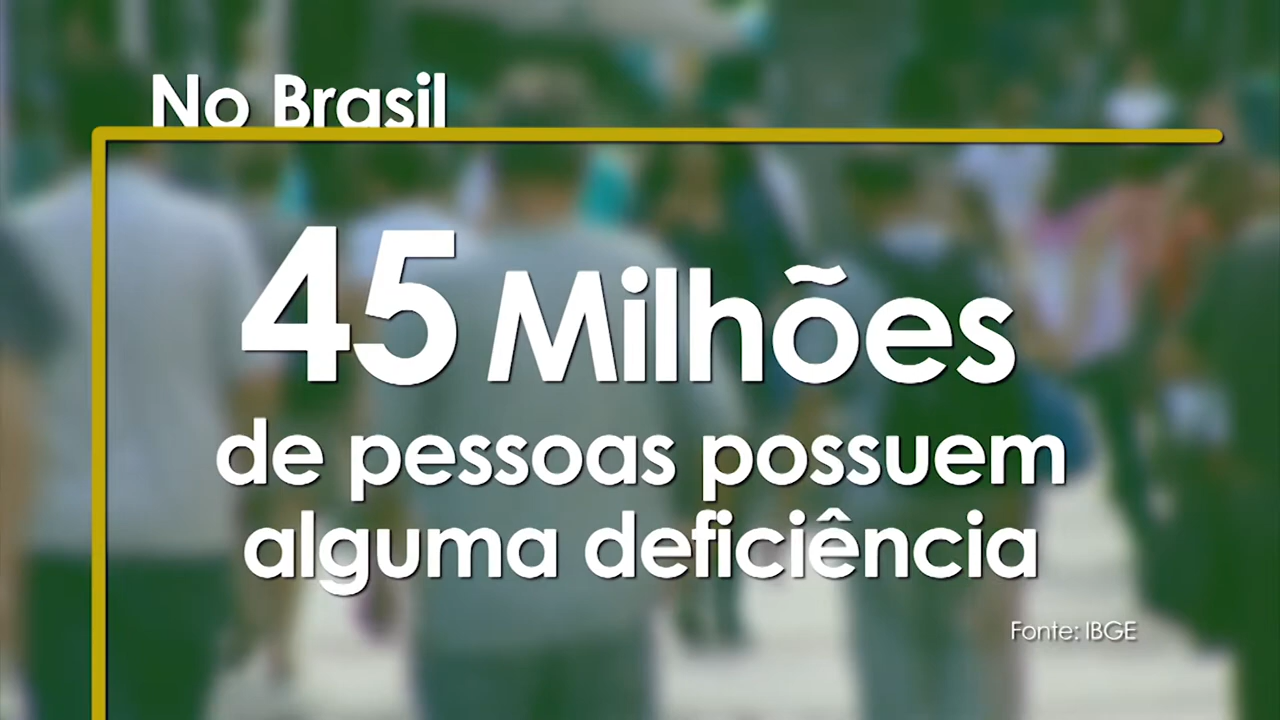 No Brasil
45 Milhões
de pessoas possuem
alguma deficiência
Fonte: IBGE